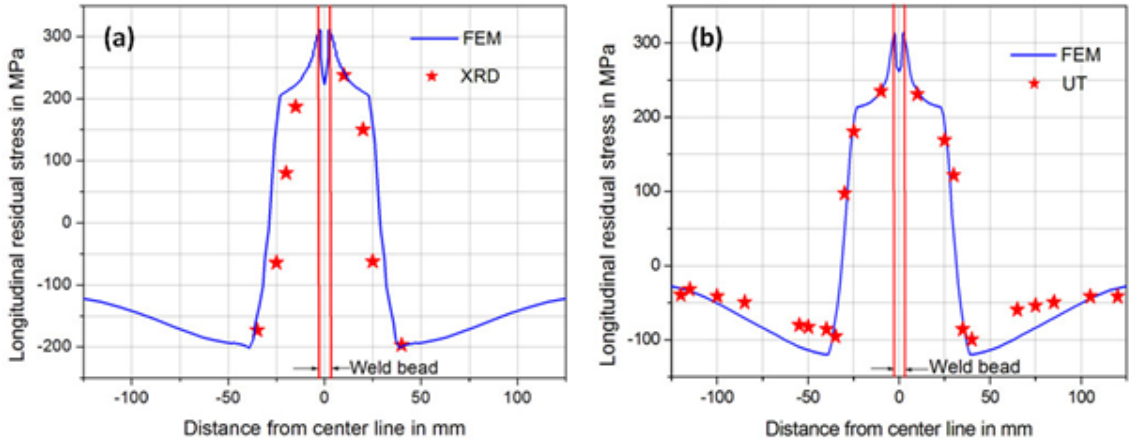 (a)
FEM
XRD
Longitudinal residual stress in MPa
300
200
100
0
-100
-200
Weld bead
-100
-50
0
50
100
Distance from center line in mm
(b)
FEM
UT
Longitudinal residual stress in MPa
300
200
100
0
-100
Weld bead
-100
-50
0
50
100
Distance from center line in mm